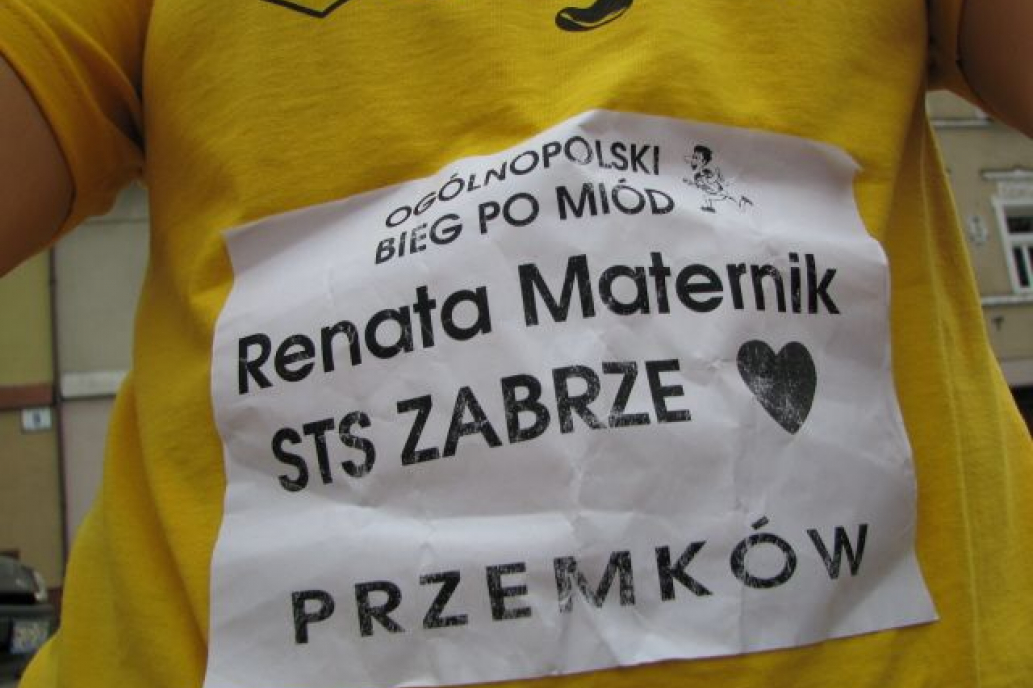 OGÓLNOPOLSKI
BIEG PO MIÓD
Renata Maternik
STS ZABRZE
PRZEMKÓW